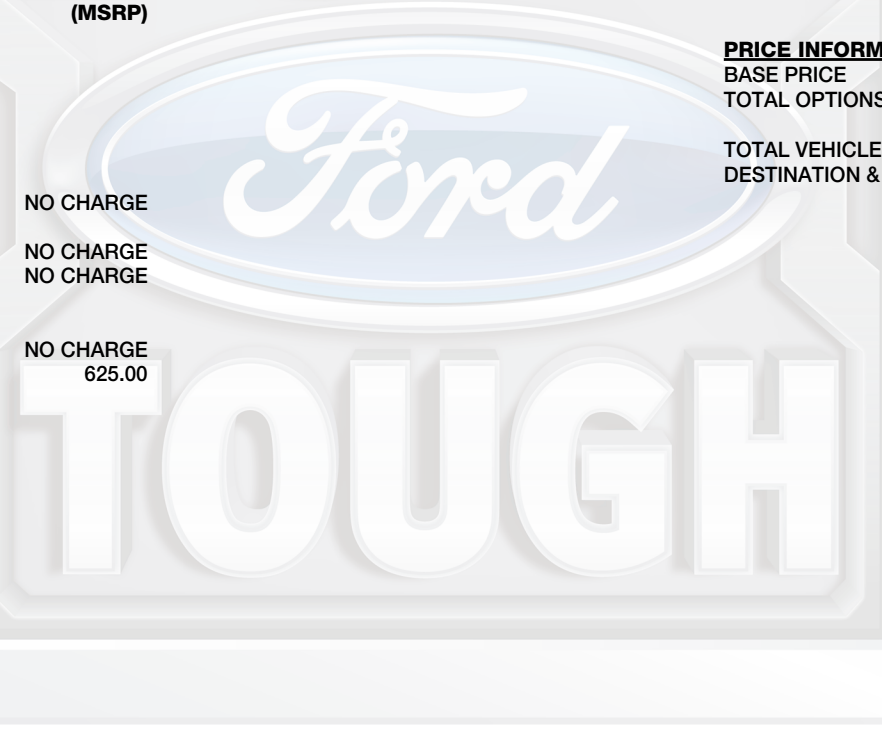 (MSRP)
NO CHARGE
NO CHARGE
NO CHARGE
NO CHARGE
625.00
PRICE INFORM
BASE PRICE
TOTAL OPTIONS
TOTAL VEHICLE
DESTINATION &
Ford
TOUGH